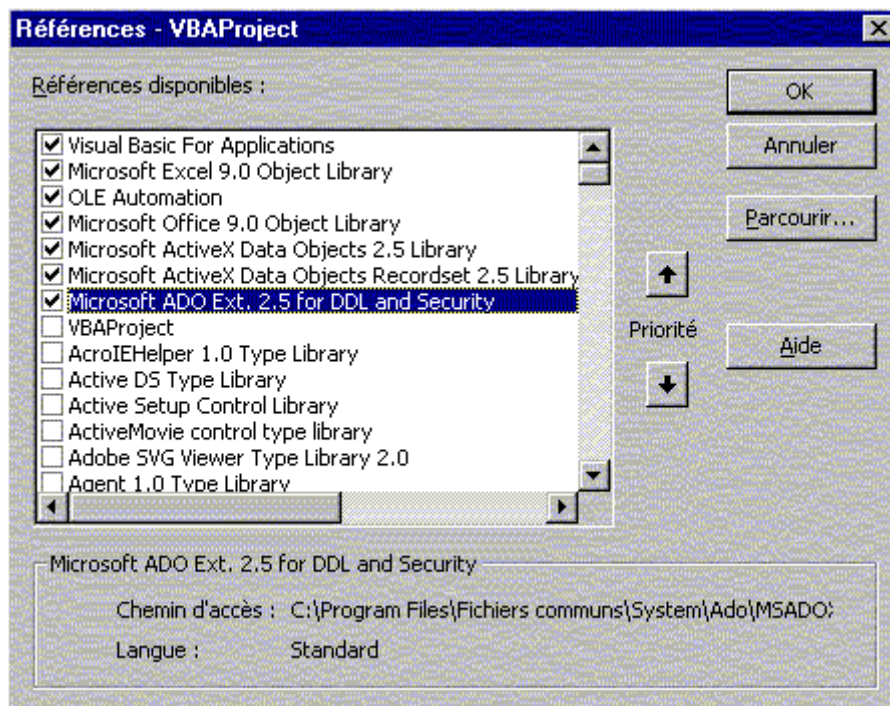 Références - VBAProject
Références disponibles :
OK
Visual Basic For Applications
Annuler
Microsoft Excel 9.0 Object Library
OLE Automation
Microsoft Office 9.0 Object Library
Parcourir...
Microsoft ActiveX Data Objects 2.5 Library
Microsoft ActiveX Data Objects Recordset 2.5 Library
Microsoft ADO Ext. 2.5 for DDL and Security
VBAProject
Priorité
AcroIEHelper 1.0 Type Library
Aide
Active DS Type Library
Active Setup Control Library
ActiveMovie control type library
Adobe SVG Viewer Type Library 2.0
Agent 1.0 Type Library
Microsoft ADO Ext. 2.5 for DDL and Security
Chemin d'accès : C:\Program Files\Fichiers communs\System\Ado\MSADO
Langue : Standard